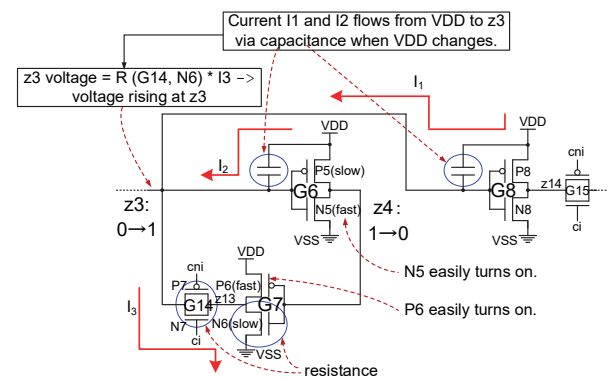 Current I1 and I2 flows from VDD to z3
via capacitance when VDD changes.
z3 voltage = R (G14, N6) * I3 –>
voltage rising at z3
I1
I2
VDD
VDD
P5(slow)
G6
N5(fast)
VSS
P8
G8
N8
VSS
cni
z14
G15
ci
z3:
0→1
z4:
1→0
N5 easily turns on.
VDD
cni
P7
P6(fast)
G14
z13
G7
P6 easily turns on.
I3
N7
N6(slow)
ci
VSS
resistance